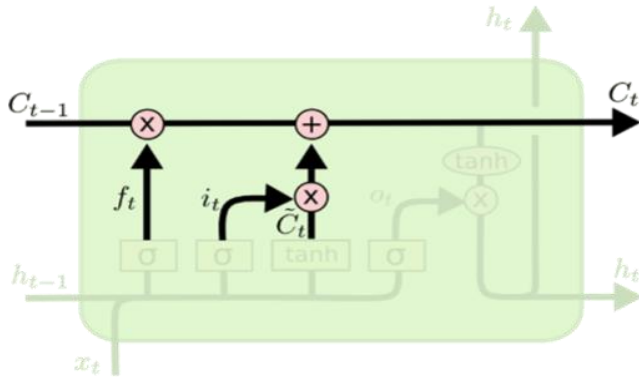 h_t
C_{t-1} × + C_t
tanh
f_t i_t × o_t ×
C̃_t
σ σ tanh σ
h_{t-1} h_t
x_t